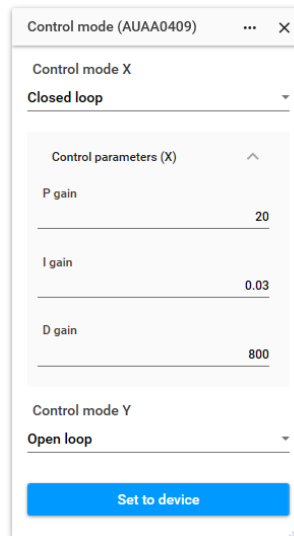 Control mode (AUAA0409)
Control mode X
Closed loop
Control parameters (X)
P gain
20
I gain
0.03
D gain
800
Control mode Y
Open loop
Set to device